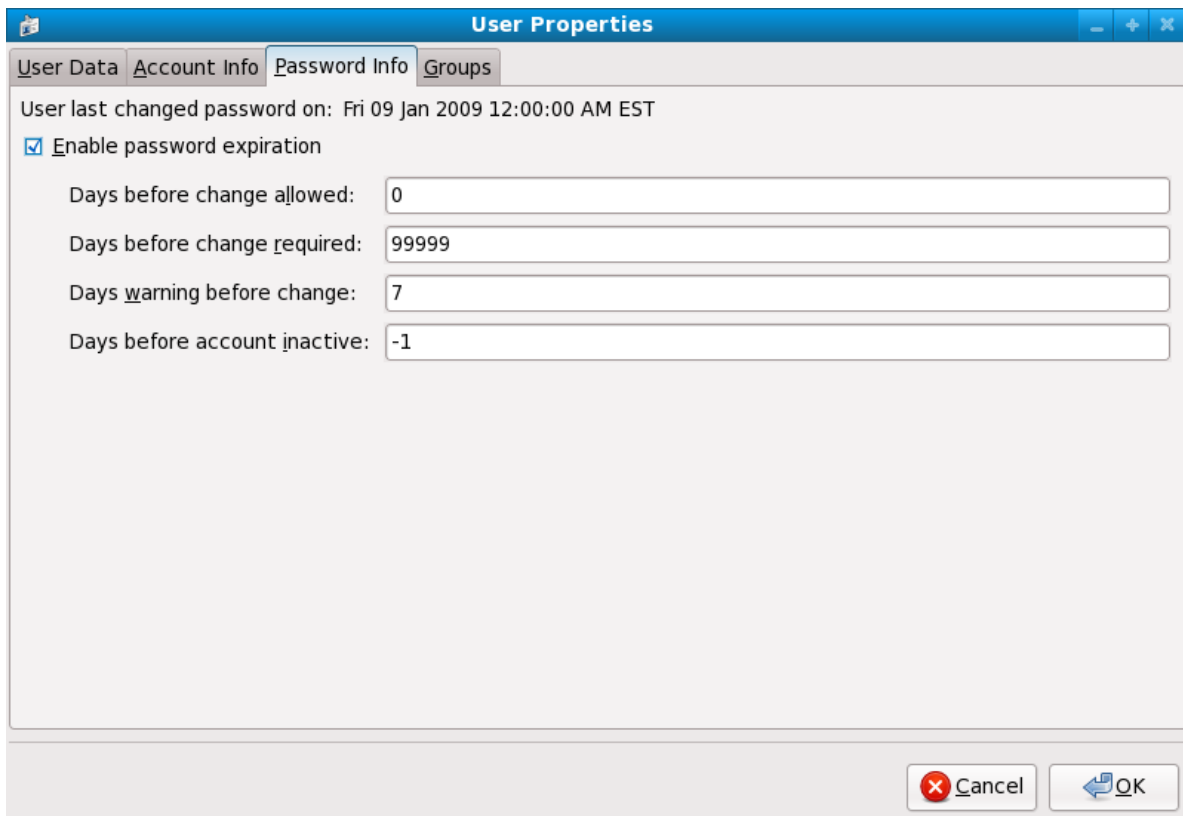 User Properties
User Data Account Info Password Info Groups
User last changed password on: Fri 09 Jan 2009 12:00:00 AM EST
Enable password expiration
Days before change allowed: 0
Days before change required: 99999
Days warning before change: 7
Days before account inactive: -1
Cancel OK